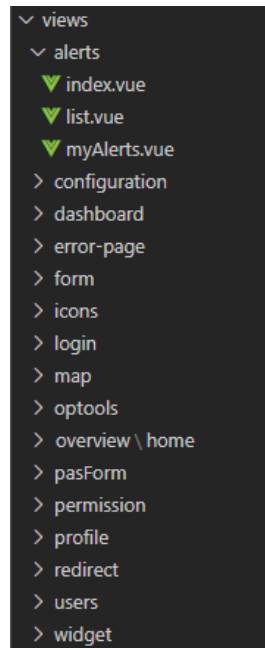 views
alerts
index.vue
list.vue
myAlerts.vue
configuration
dashboard
error-page
form
icons
login
map
optools
overview \ home
pasForm
permission
profile
redirect
users
widget